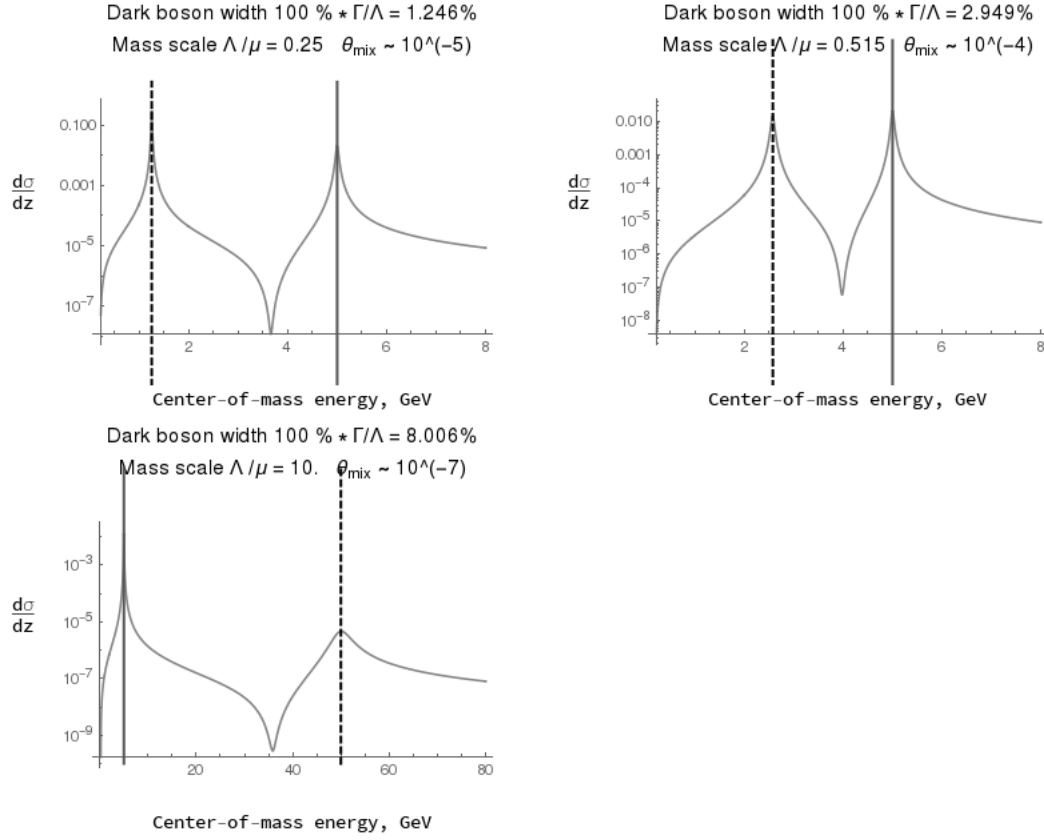 Dark boson width 100 % * Γ/Λ = 1.246%
Mass scale Λ /μ = 0.25 θmix ~ 10^(-5)
0.100
0.001
10⁻⁵
10⁻⁷
dσ
dz
2 4 6 8
Center-of-mass energy, GeV
Dark boson width 100 % * Γ/Λ = 2.949%
Mass scale Λ /μ = 0.515 θmix ~ 10^(-4)
0.010
0.001
10⁻⁴
10⁻⁵
10⁻⁶
10⁻⁷
10⁻⁸
dσ
dz
2 4 6 8
Center-of-mass energy, GeV
Dark boson width 100 % * Γ/Λ = 8.006%
Mass scale Λ /μ = 10. θmix ~ 10^(-7)
10⁻³
10⁻⁵
10⁻⁷
10⁻⁹
dσ
dz
20 40 60 80
Center-of-mass energy, GeV